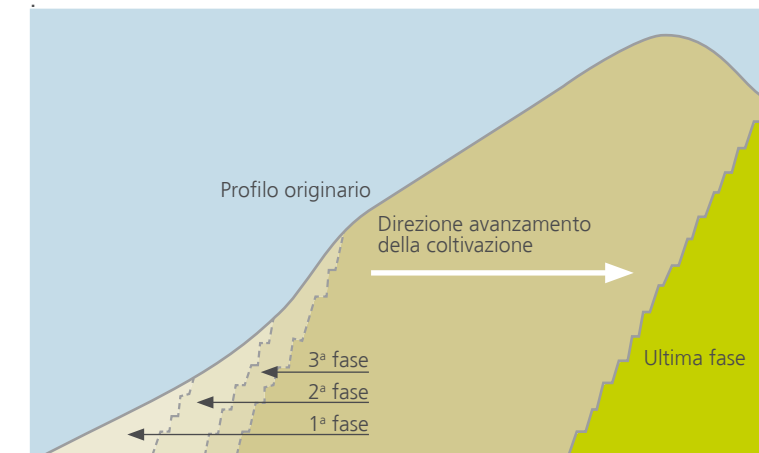 Profilo originario
Direzione avanzamento
della coltivazione
3ª fase
2ª fase
1ª fase
Ultima fase